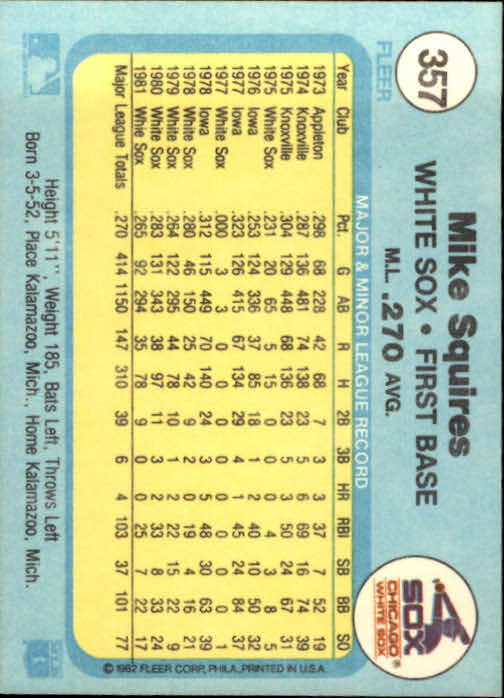 357
FLEER
Mike Squires
WHITE SOX • FIRST BASE
M.L. .270 AVG.
SOX
CHICAGO
WHITE SOX
MAJOR & MINOR LEAGUE RECORD
Year Club Pct. G AB R H 2B 3B HR RBI SB BB SO
1973 Appleton .298 68 228 42 68 7 3 3 37 7 52 19
1974 Knoxville .287 136 481 74 138 23 5 6 69 16 74 31
1975 Knoxville .304 129 448 68 136 23 3 5 50 24 67 39
1975 White Sox .231 20 65 5 15 0 0 0 4 3 8 5
1976 Iowa .253 124 336 37 85 18 1 2 40 10 50 32
1977 Iowa .323 126 415 67 134 29 4 1 45 24 84 37
1977 White Sox .000 3 3 0 0 0 0 0 0 0 0 1
1978 Iowa .312 115 449 70 140 24 3 5 48 30 63 39
1978 White Sox .280 46 150 25 42 9 2 0 19 4 16 21
1979 White Sox .264 122 295 44 78 10 1 2 22 15 22 9
1980 White Sox .283 131 343 38 97 11 3 2 33 8 33 24
1981 White Sox .265 92 294 35 78 9 0 0 25 7 22 17
Major League Totals .270 414 1150 147 310 39 6 4 103 37 101 77
© 1982 FLEER CORP., PHILA., PRINTED IN U.S.A.
Height 5'11", Weight 185, Bats Left, Throws Left
Born 3-5-52, Place Kalamazoo, Mich., Home Kalamazoo, Mich.